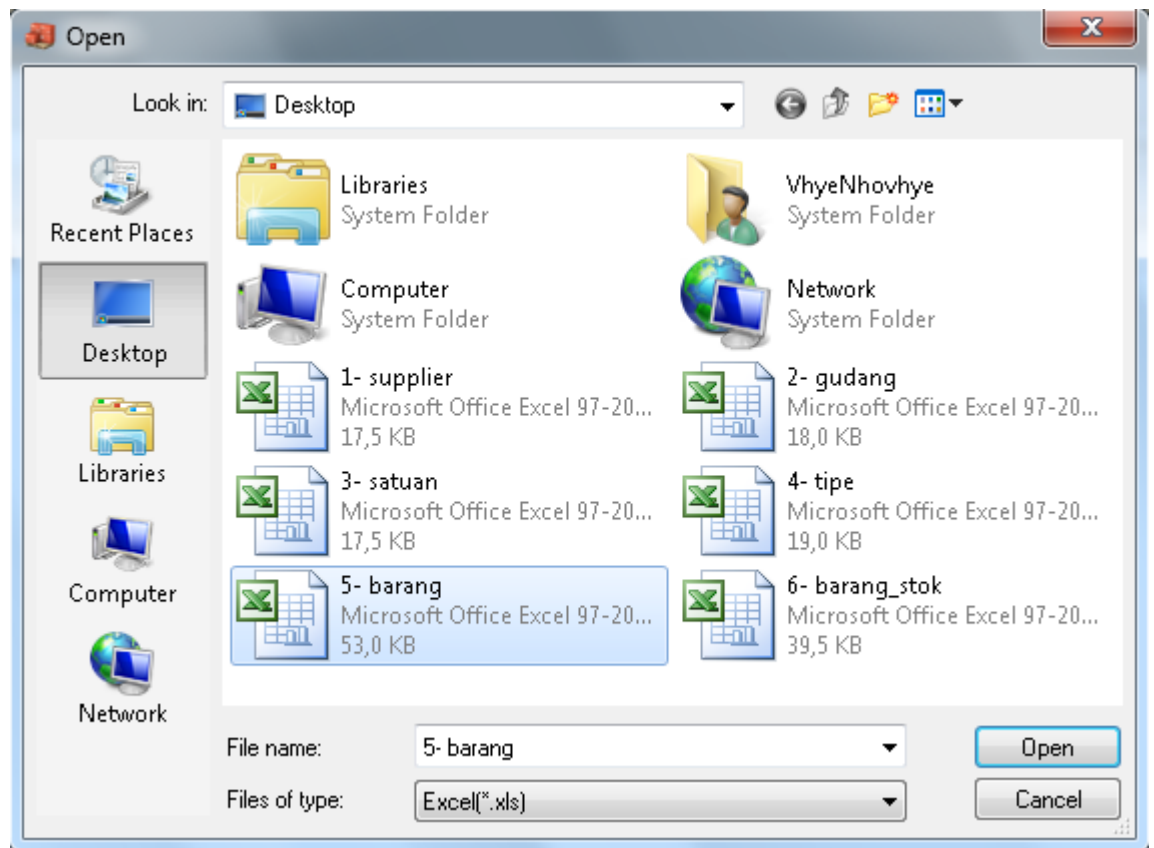 Open
Look in:
Desktop
Recent Places
Desktop
Libraries
Computer
Network
Libraries
System Folder
VhyeNhovhye
System Folder
Computer
System Folder
Network
System Folder
1- supplier
Microsoft Office Excel 97-20...
17,5 KB
2- gudang
Microsoft Office Excel 97-20...
18,0 KB
3- satuan
Microsoft Office Excel 97-20...
17,5 KB
4- tipe
Microsoft Office Excel 97-20...
19,0 KB
5- barang
Microsoft Office Excel 97-20...
53,0 KB
6- barang_stok
Microsoft Office Excel 97-20...
39,5 KB
File name:
5- barang
Open
Files of type:
Excel(*.xls)
Cancel